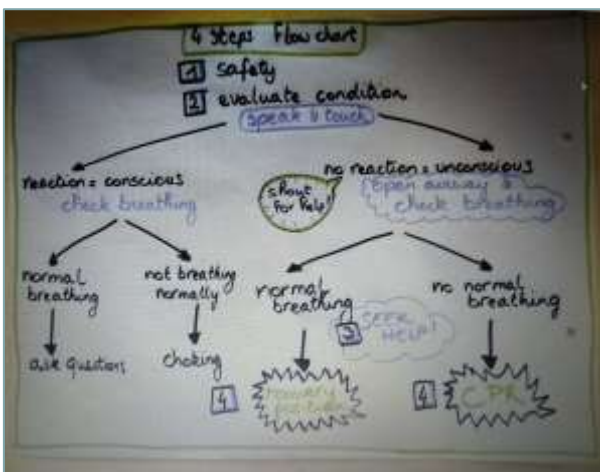 4 steps Flow chart
1 safety
2 evaluate condition
speak & touch
reaction = conscious
check breathing
no reaction = unconscious
shout
for help!
open airway &
check breathing
normal
breathing
not breathing
normally
normal
breathing
no normal
breathing
3 SEEK
HELP!
ask questions
choking
4 recovery
position
4 CPR